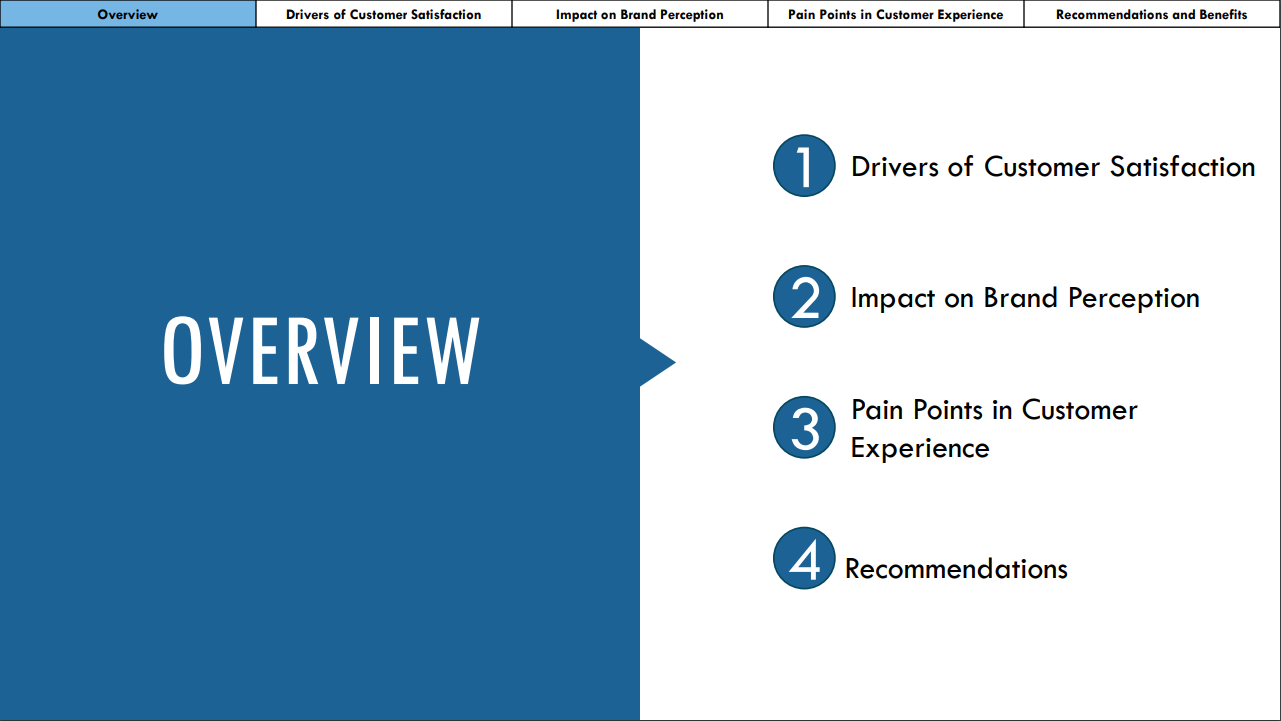 Overview
Drivers of Customer Satisfaction
Impact on Brand Perception
Pain Points in Customer Experience
Recommendations and Benefits
OVERVIEW
1 Drivers of Customer Satisfaction
2 Impact on Brand Perception
3 Pain Points in Customer
Experience
4 Recommendations